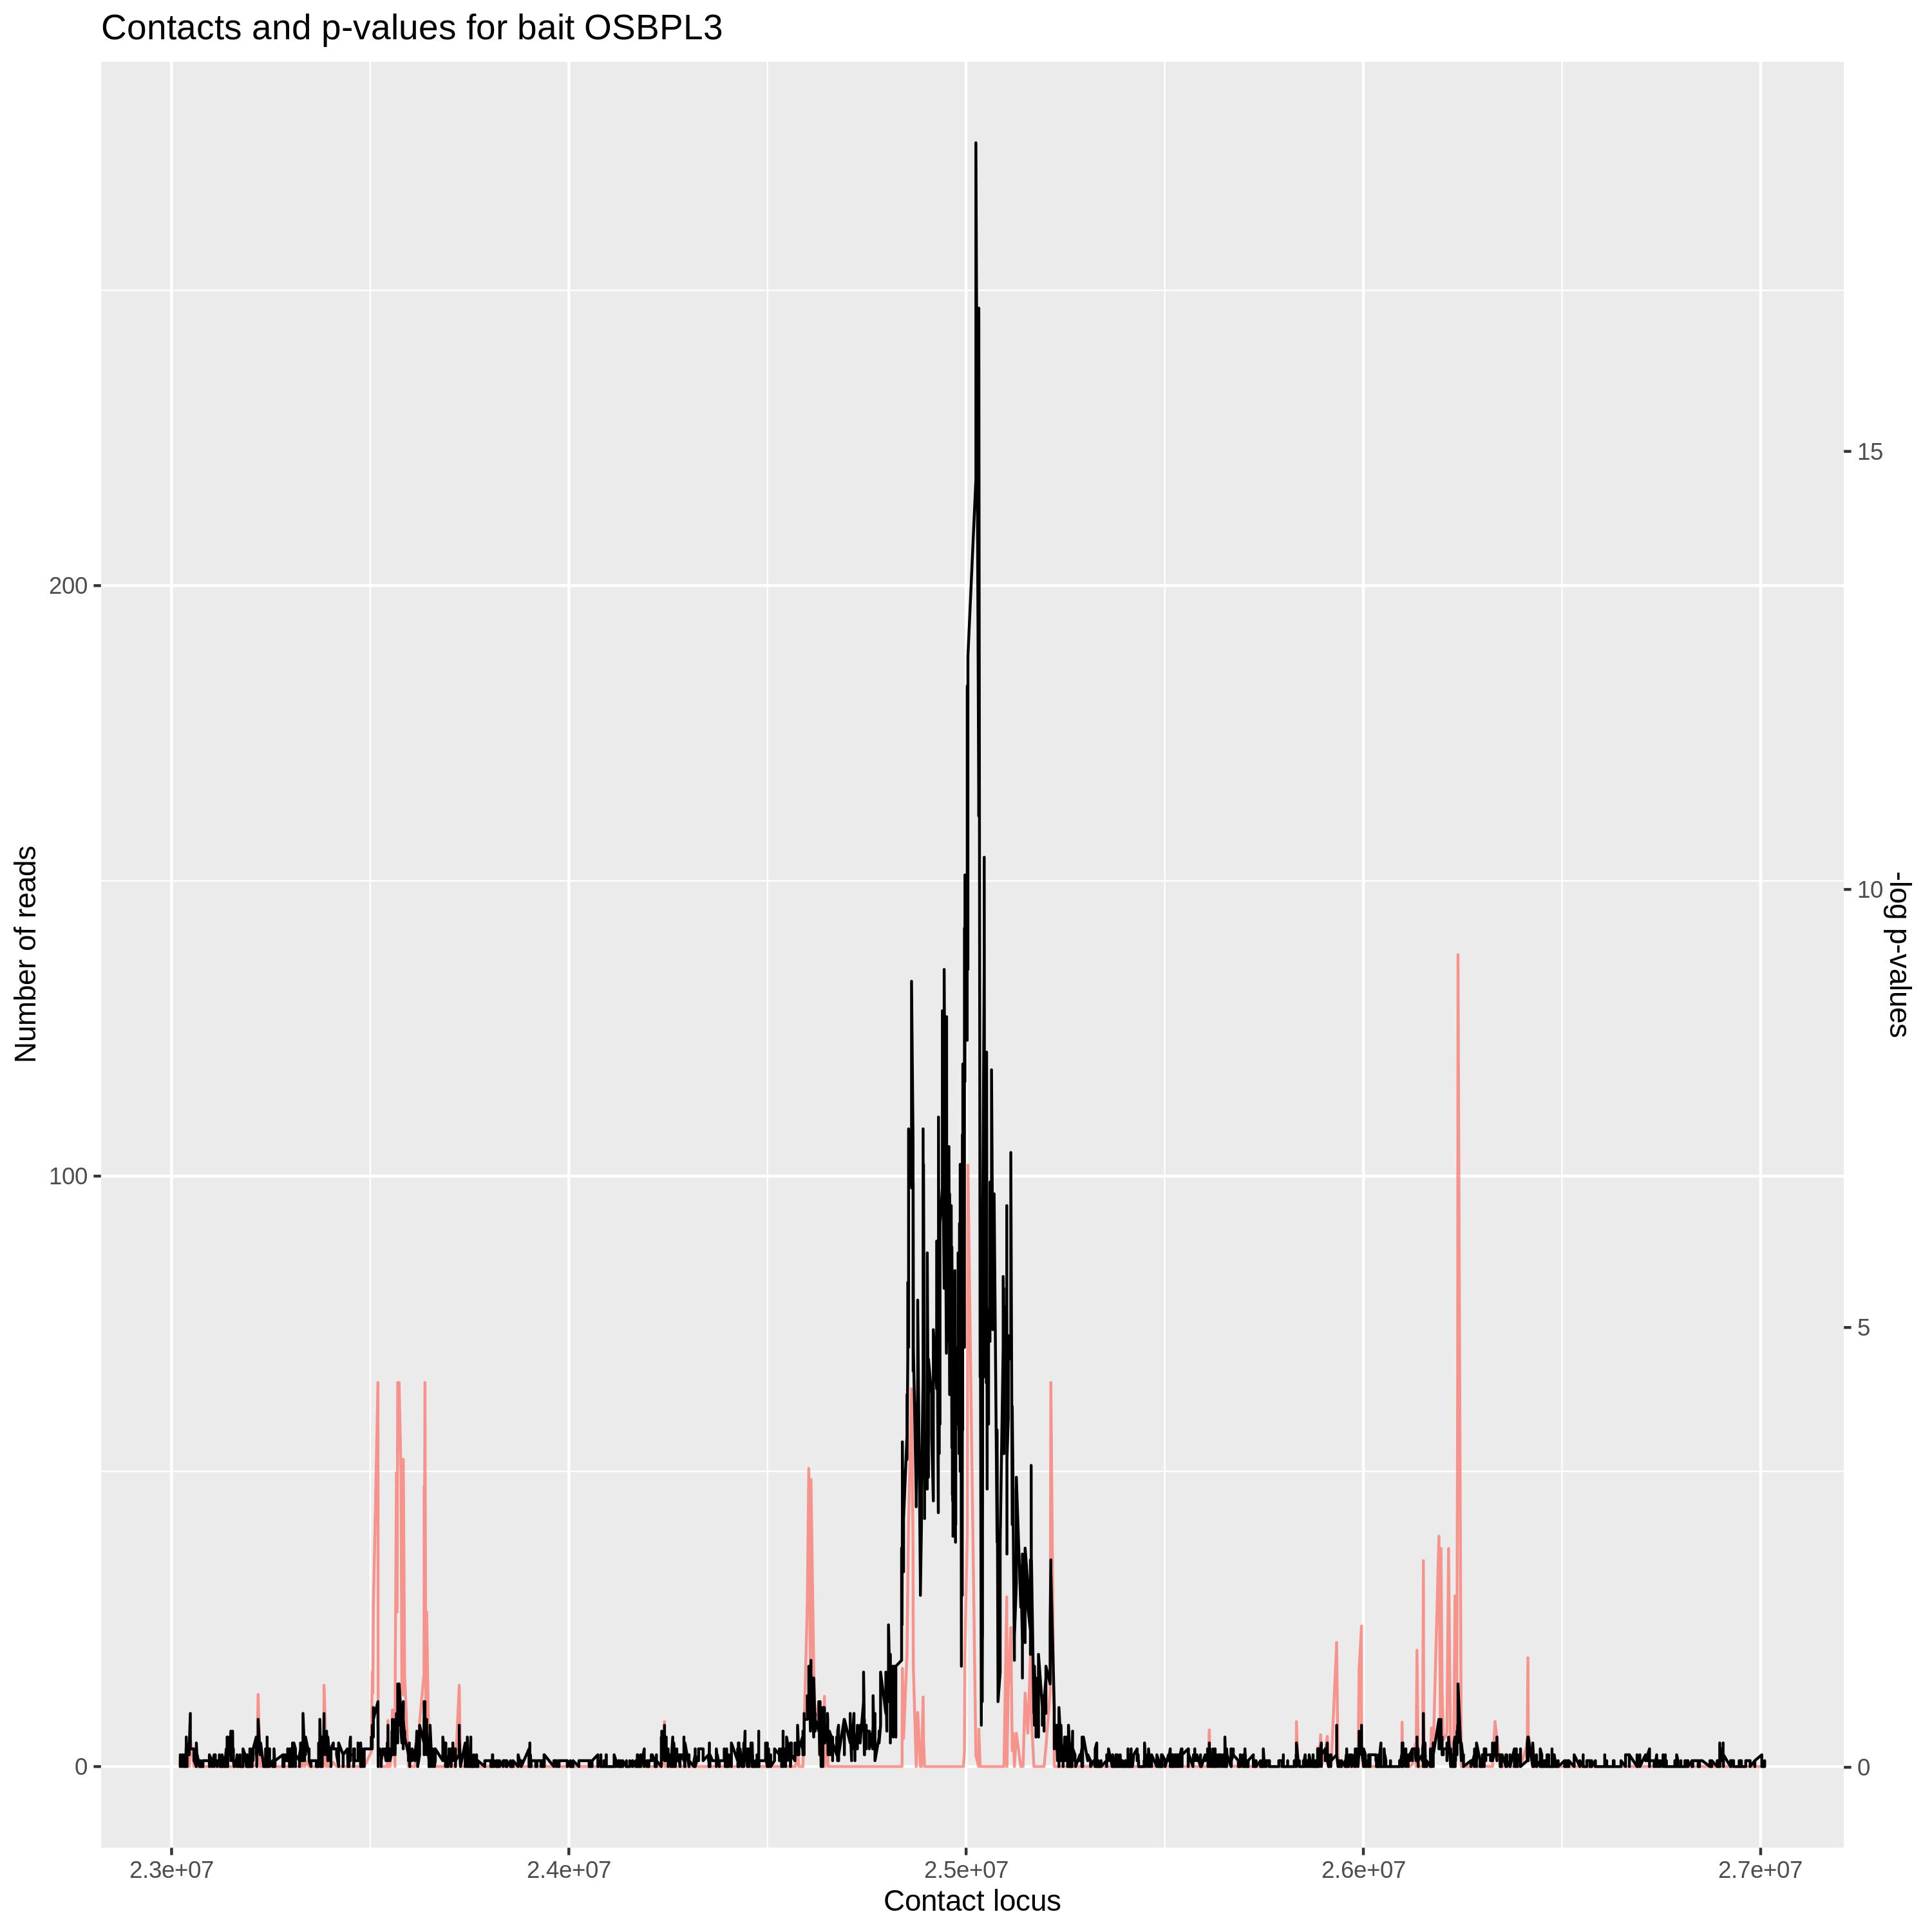 Contacts and p-values for bait OSBPL3
Number of reads
200
100
0
15
10
5
0
-log p-values
2.3e+07
2.4e+07
2.5e+07
2.6e+07
2.7e+07
Contact locus